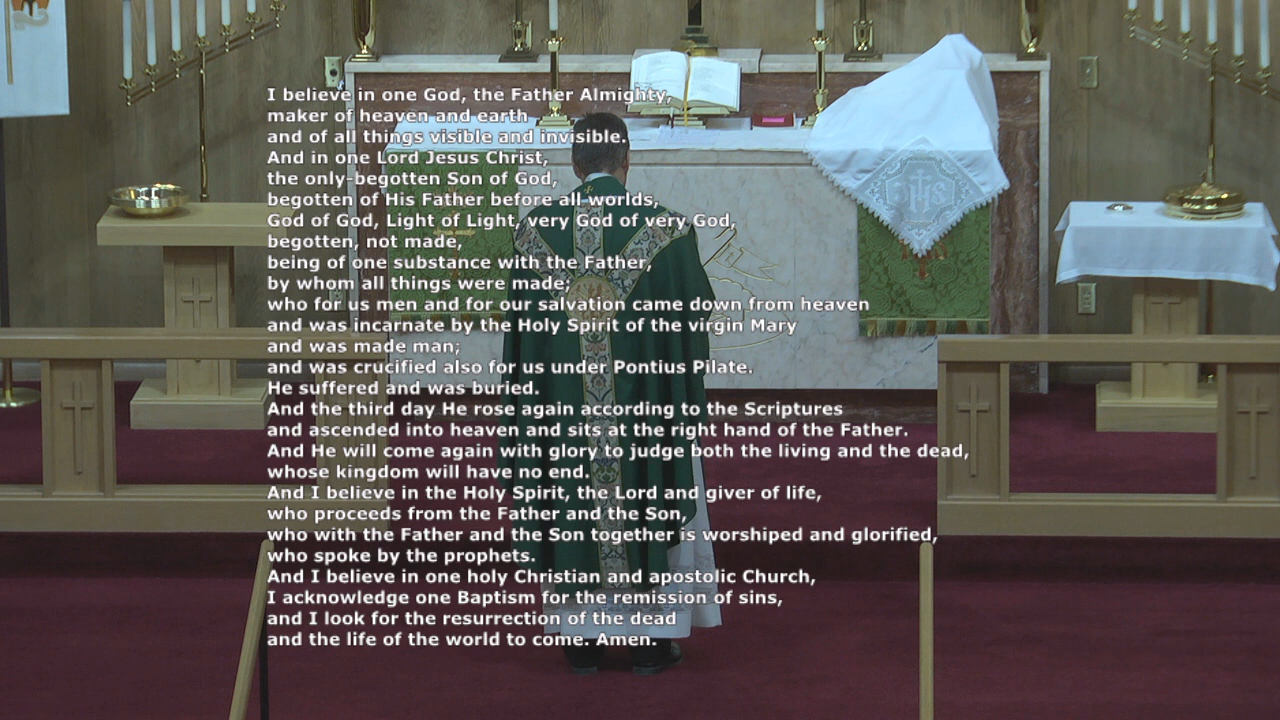 I believe in one God, the Father Almighty,
maker of heaven and earth
and of all things visible and invisible.
And in one Lord Jesus Christ,
the only-begotten Son of God,
begotten of His Father before all worlds,
God of God, Light of Light, very God of very God,
begotten, not made,
being of one substance with the Father,
by whom all things were made;
who for us men and for our salvation came down from heaven
and was incarnate by the Holy Spirit of the virgin Mary
and was made man;
and was crucified also for us under Pontius Pilate.
He suffered and was buried.
And the third day He rose again according to the Scriptures
and ascended into heaven and sits at the right hand of the Father.
And He will come again with glory to judge both the living and the dead,
whose kingdom will have no end.
And I believe in the Holy Spirit, the Lord and giver of life,
who proceeds from the Father and the Son,
who with the Father and the Son together is worshiped and glorified,
who spoke by the prophets.
And I believe in one holy Christian and apostolic Church,
I acknowledge one Baptism for the remission of sins,
and I look for the resurrection of the dead
and the life of the world to come. Amen.
IHS